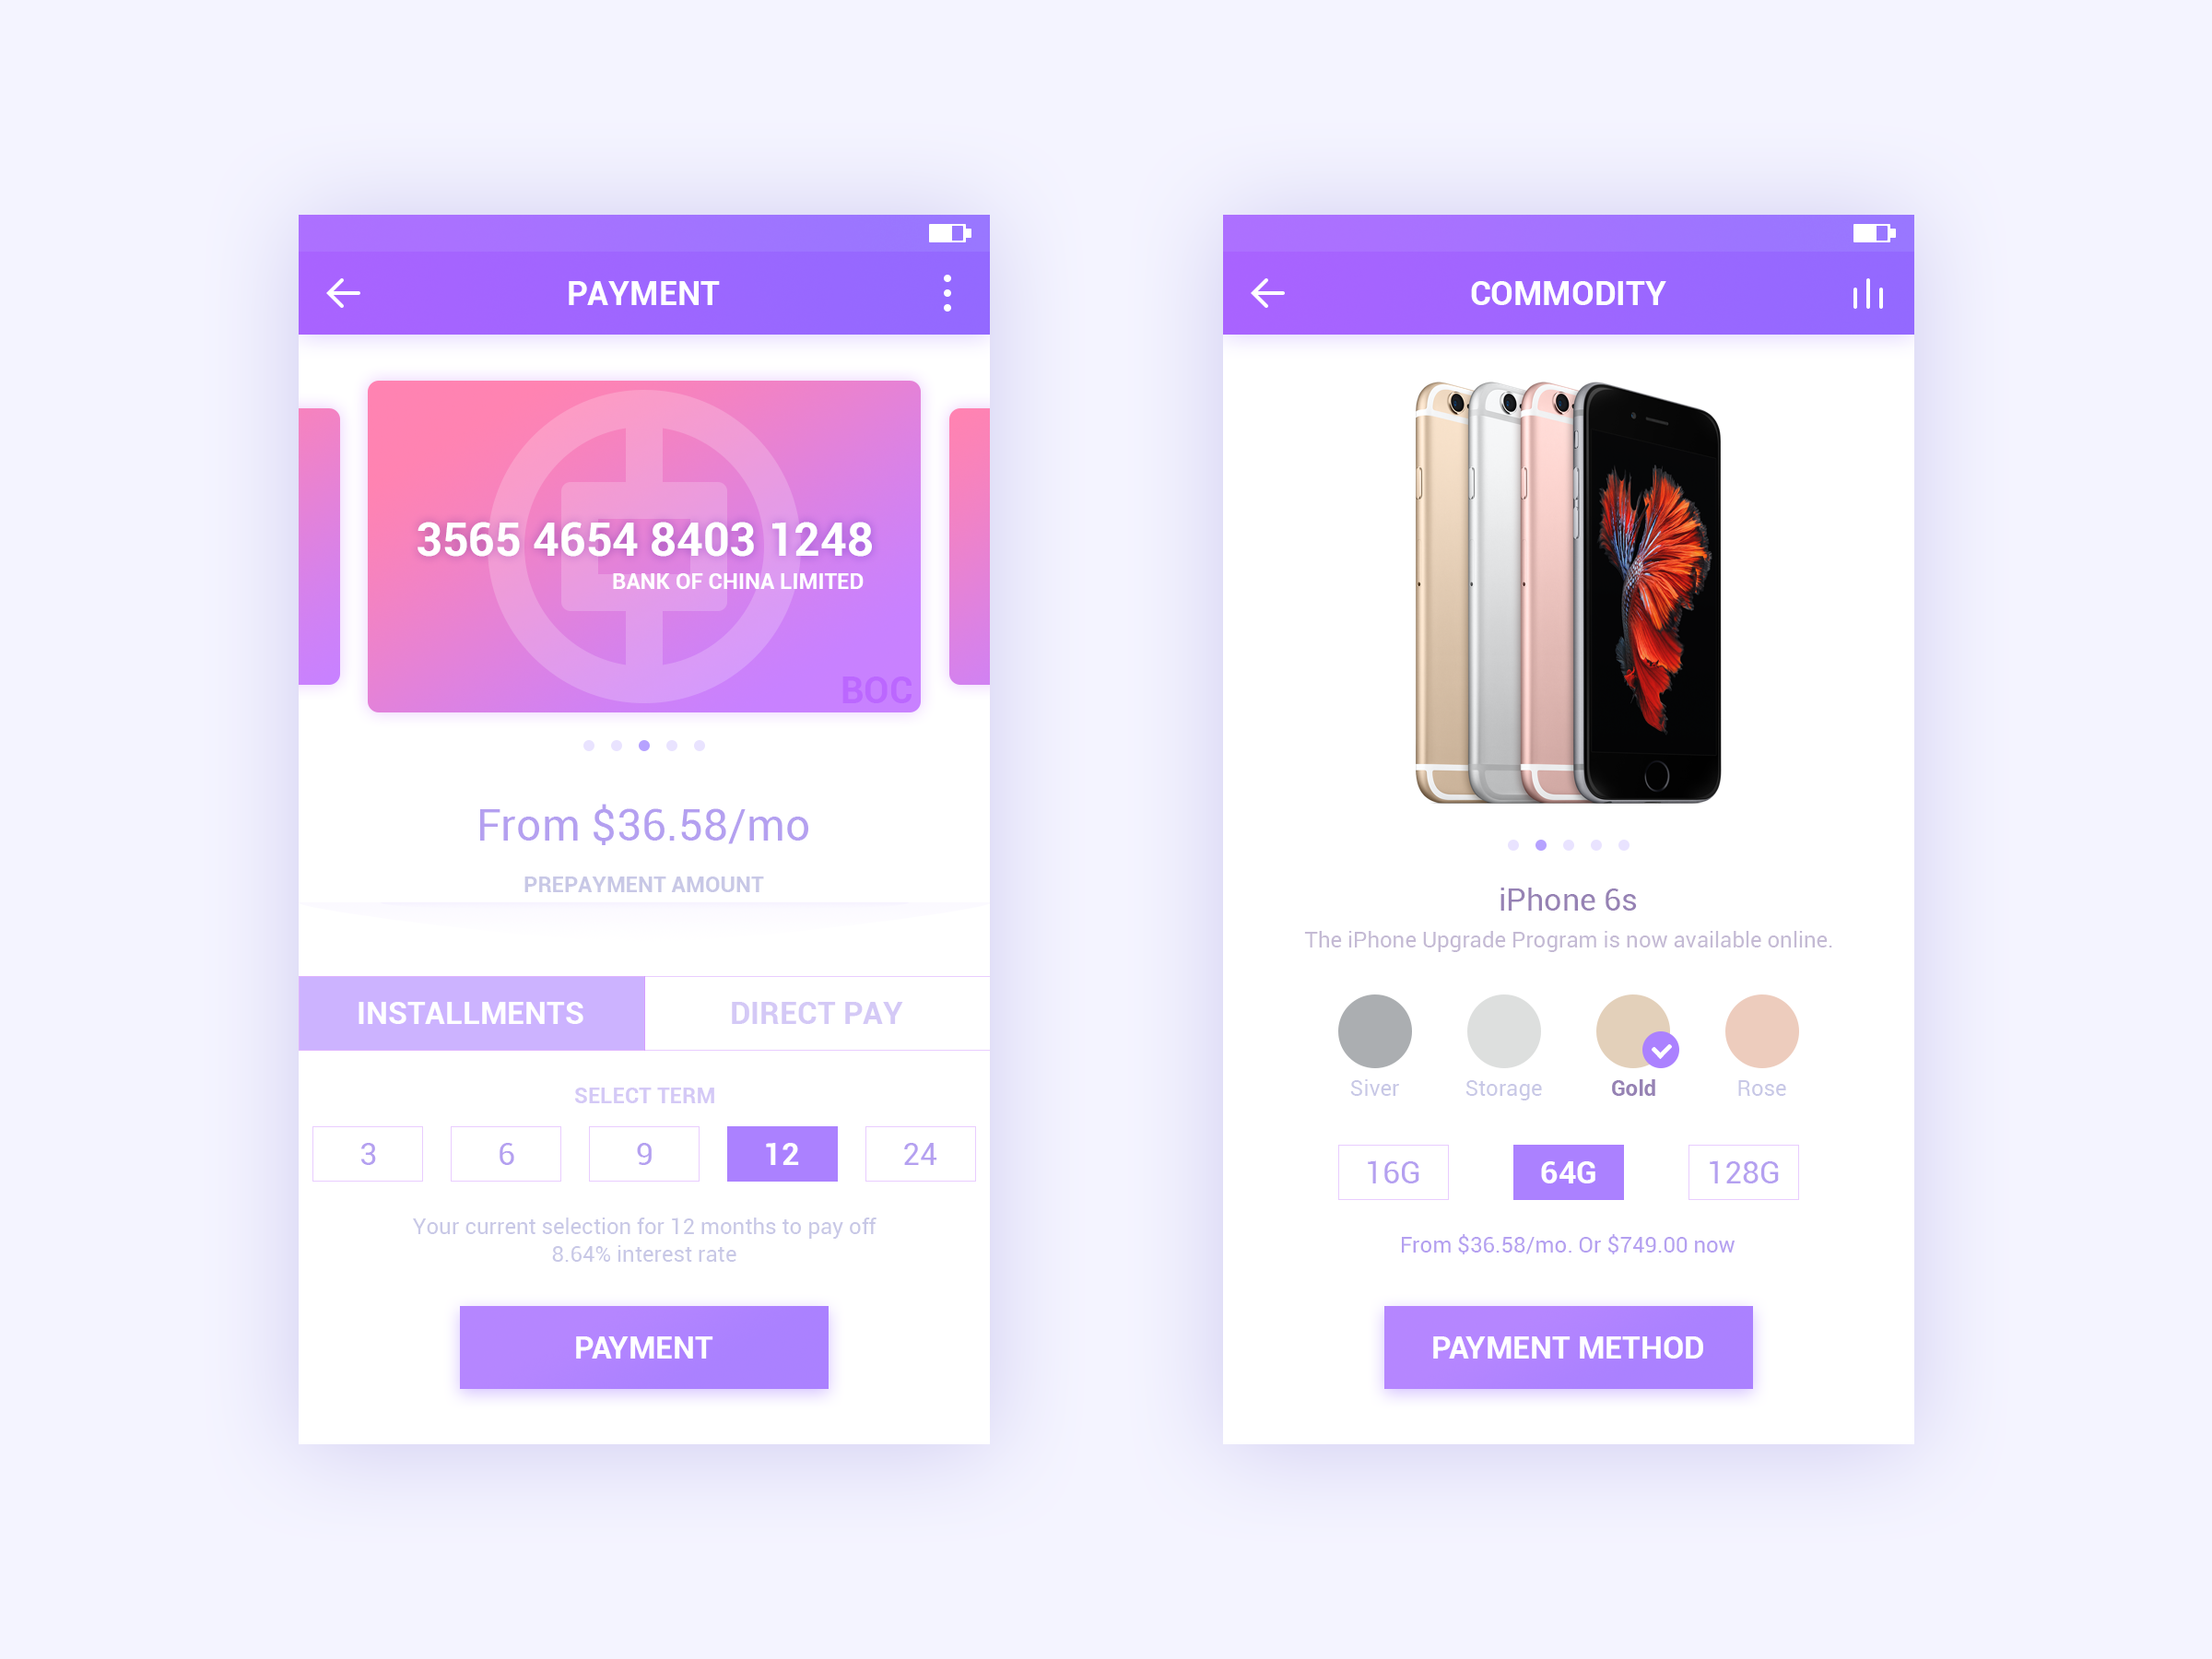 PAYMENT
3565 4654 8403 1248
BANK OF CHINA LIMITED
BOC
From $36.58/mo
PREPAYMENT AMOUNT
INSTALLMENTS
DIRECT PAY
SELECT TERM
3
6
9
12
24
Your current selection for 12 months to pay off
8.64% interest rate
PAYMENT
COMMODITY
iPhone 6s
The iPhone Upgrade Program is now available online.
Siver
Storage
Gold
Rose
16G
64G
128G
From $36.58/mo. Or $749.00 now
PAYMENT METHOD